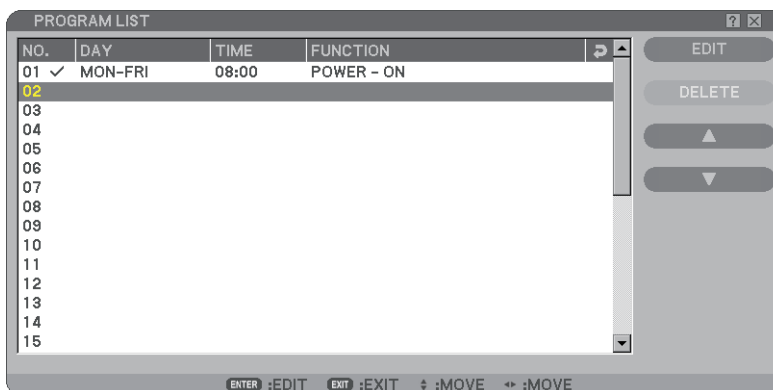 PROGRAM LIST
NO. DAY TIME FUNCTION
01 ✓ MON-FRI 08:00 POWER - ON
02
03
04
05
06
07
08
09
10
11
12
13
14
15
EDIT
DELETE
ENTER :EDIT EXIT :EXIT :MOVE :MOVE